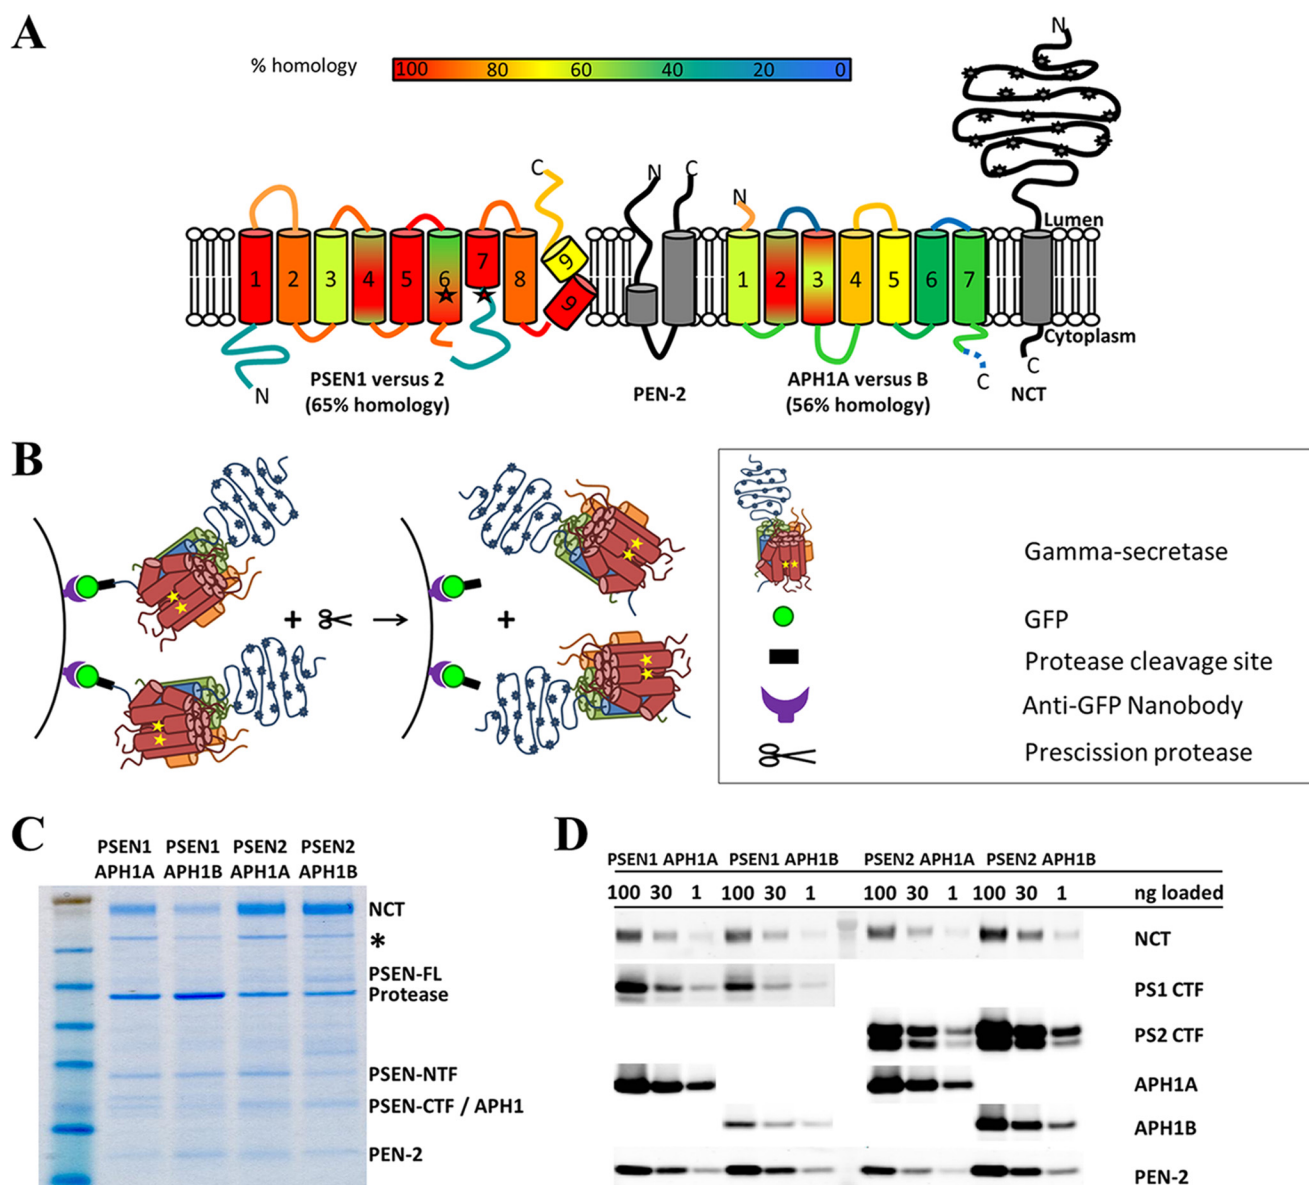 A
% homology
100 80 60 40 20 0
N
C
N
C
N
1 2 3 4 5 6 7 8 9 9
1 2 3 4 5 6 7
Lumen
Cytoplasm
N
C
C
PSEN1 versus 2
(65% homology)
PEN-2
APH1A versus B
(56% homology)
NCT
B
+
+
Gamma-secretase
GFP
Protease cleavage site
Anti-GFP Nanobody
Prescission protease
C
PSEN1 PSEN1 PSEN2 PSEN2
APH1A APH1B APH1A APH1B
NCT
*
PSEN-FL
Protease
PSEN-NTF
PSEN-CTF / APH1
PEN-2
D
PSEN1 APH1A PSEN1 APH1B PSEN2 APH1A PSEN2 APH1B
100 30 1 100 30 1 100 30 1 100 30 1 ng loaded
NCT
PS1 CTF
PS2 CTF
APH1A
APH1B
PEN-2